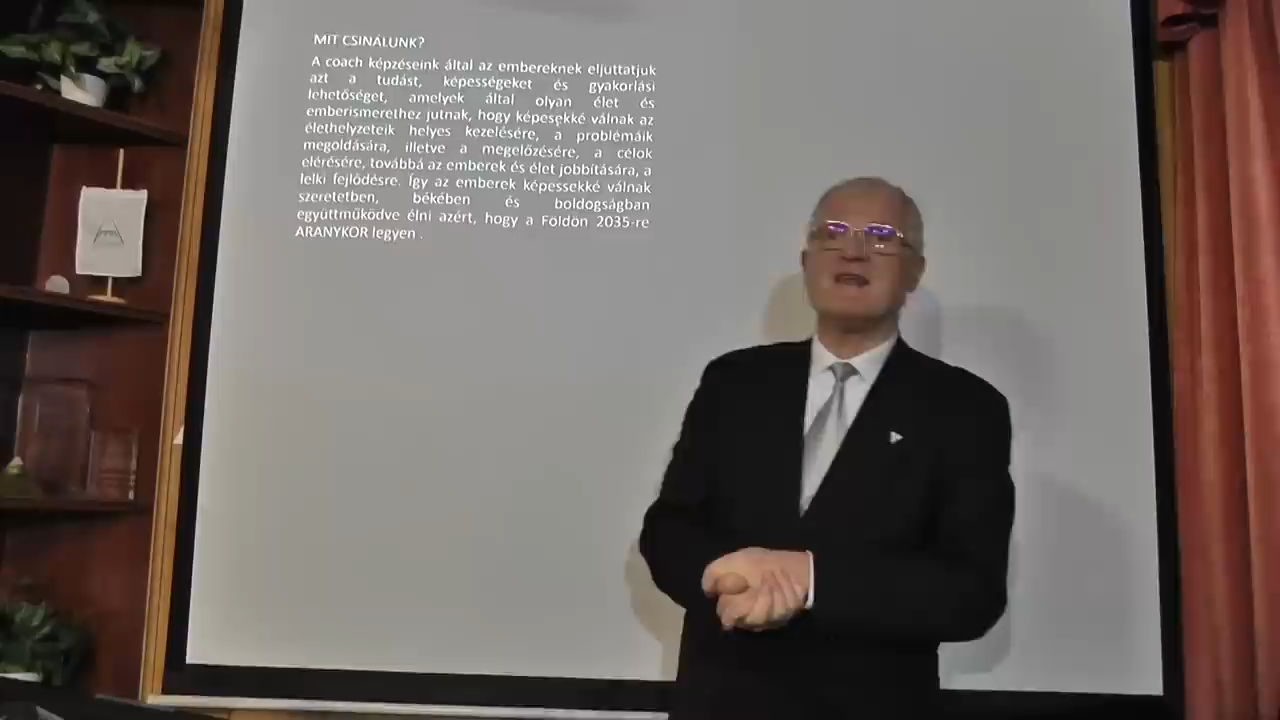 MIT CSINÁLUNK?
A coach képzéseink által az embereknek eljuttatjuk
azt a tudást, képességeket és gyakorlási
lehetőséget, amelyek által olyan élet és
emberismerethez jutnak, hogy képesekké válnak az
élethelyzeteik helyes kezelésére, a problémáik
megoldására, illetve a megelőzésére, a célok
elérésére, továbbá az emberek és élet jobbítására, a
lelki fejlődésre. Így az emberek képessekké válnak
szeretetben, békében és boldogságban
együttműködve élni azért, hogy a Földön 2035-re
ARANYKOR legyen .